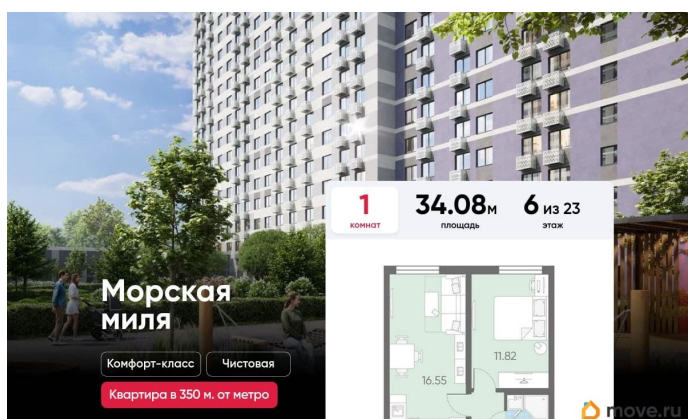 1
комнат
34.08м
площадь
6 из 23
этаж
Морская
миля
Комфорт-класс
Чистовая
Квартира в 350 м. от метро
16.55
11.82
move.ru